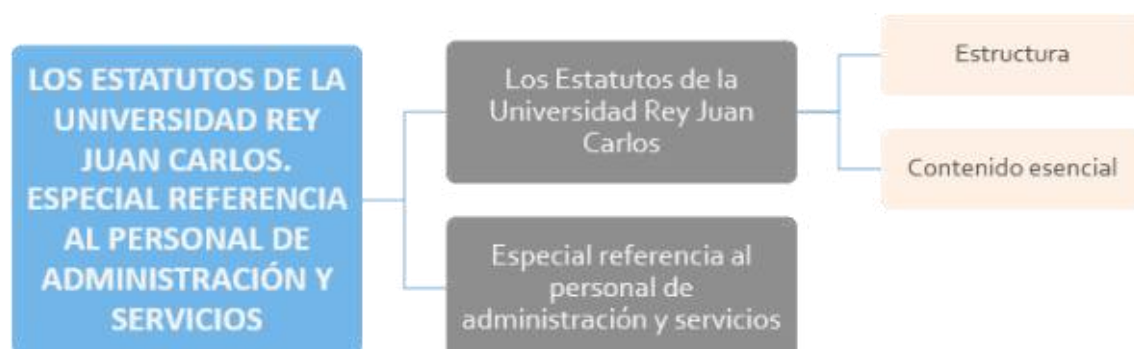 LOS ESTATUTOS DE LA
UNIVERSIDAD REY
JUAN CARLOS.
ESPECIAL REFERENCIA
AL PERSONAL DE
ADMINISTRACIÓN Y
SERVICIOS
Los Estatutos de la
Universidad Rey Juan
Carlos
Estructura
Contenido esencial
Especial referencia al
personal de
administración y servicios